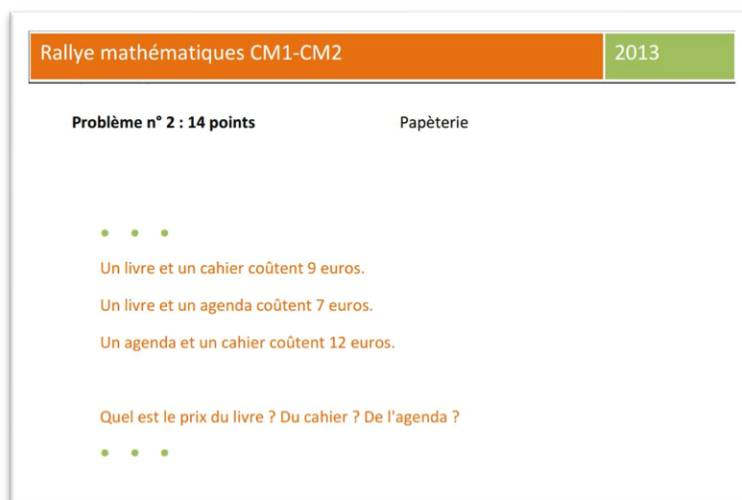 Rallye mathématiques CM1-CM2 2013
Problème n° 2 : 14 points Papèterie
Un livre et un cahier coûtent 9 euros.
Un livre et un agenda coûtent 7 euros.
Un agenda et un cahier coûtent 12 euros.
Quel est le prix du livre ? Du cahier ? De l'agenda ?